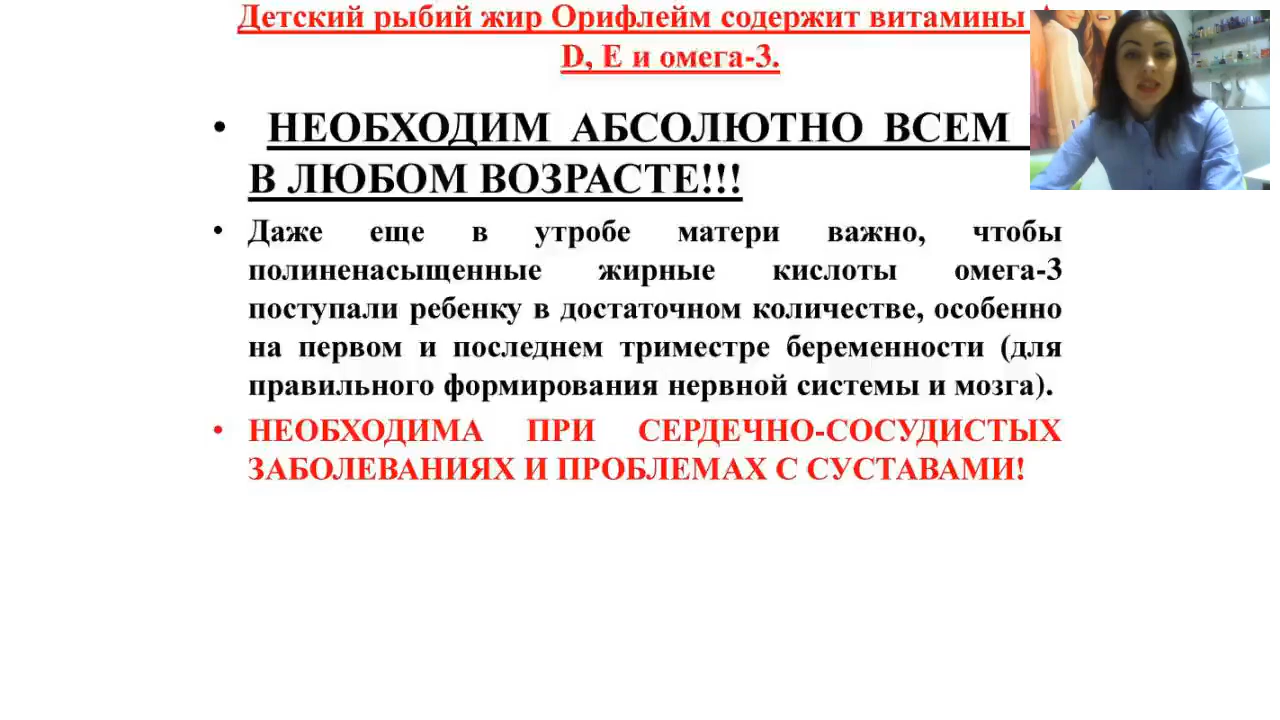 Детский рыбий жир Орифлейм содержит витамины
D, Е и омега-3.
• НЕОБХОДИМ АБСОЛЮТНО ВСЕМ
В ЛЮБОМ ВОЗРАСТЕ!!!
• Даже еще в утробе матери важно, чтобы
полиненасыщенные жирные кислоты омега-3
поступали ребенку в достаточном количестве, особенно
на первом и последнем триместре беременности (для
правильного формирования нервной системы и мозга).
• НЕОБХОДИМА ПРИ СЕРДЕЧНО-СОСУДИСТЫХ
ЗАБОЛЕВАНИЯХ И ПРОБЛЕМАХ С СУСТАВАМИ!